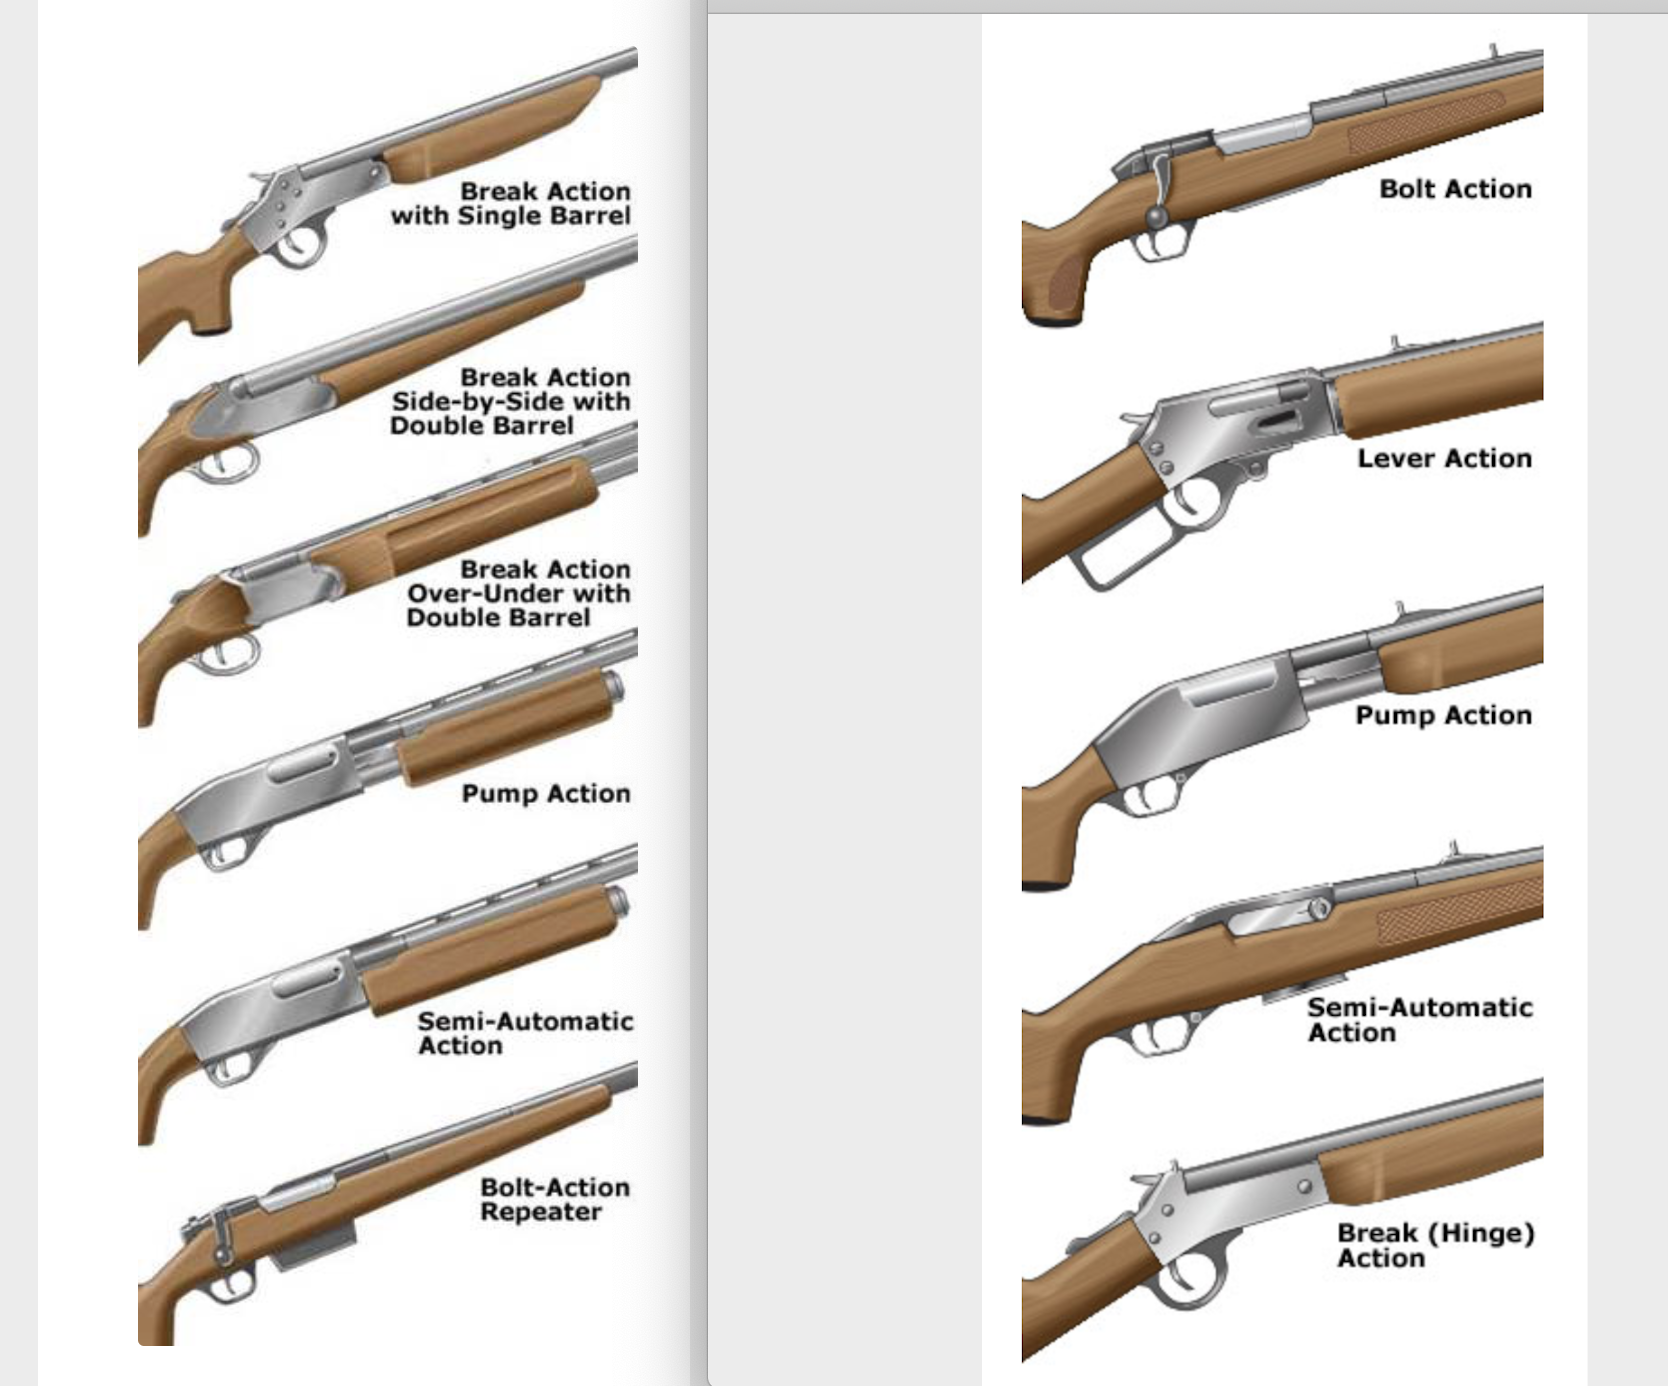 Break Action
with Single Barrel
Break Action
Side-by-Side with
Double Barrel
Break Action
Over-Under with
Double Barrel
Pump Action
Semi-Automatic
Action
Bolt-Action
Repeater
Bolt Action
Lever Action
Pump Action
Semi-Automatic
Action
Break (Hinge)
Action